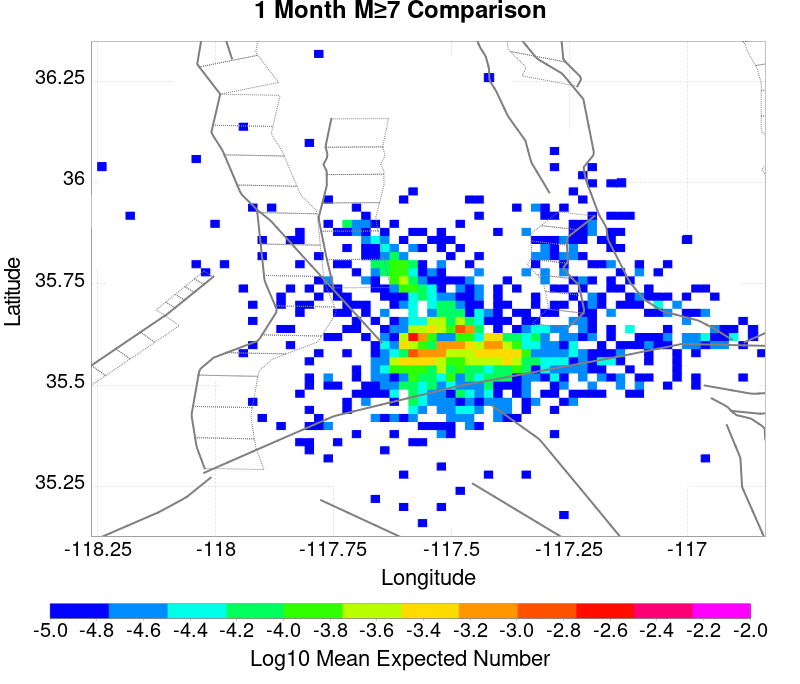 1 Month M≥7 Comparison
36.25
36
35.75
35.5
35.25
Latitude
-118.25 -118 -117.75 -117.5 -117.25 -117
Longitude
-5.0 -4.8 -4.6 -4.4 -4.2 -4.0 -3.8 -3.6 -3.4 -3.2 -3.0 -2.8 -2.6 -2.4 -2.2 -2.0
Log10 Mean Expected Number